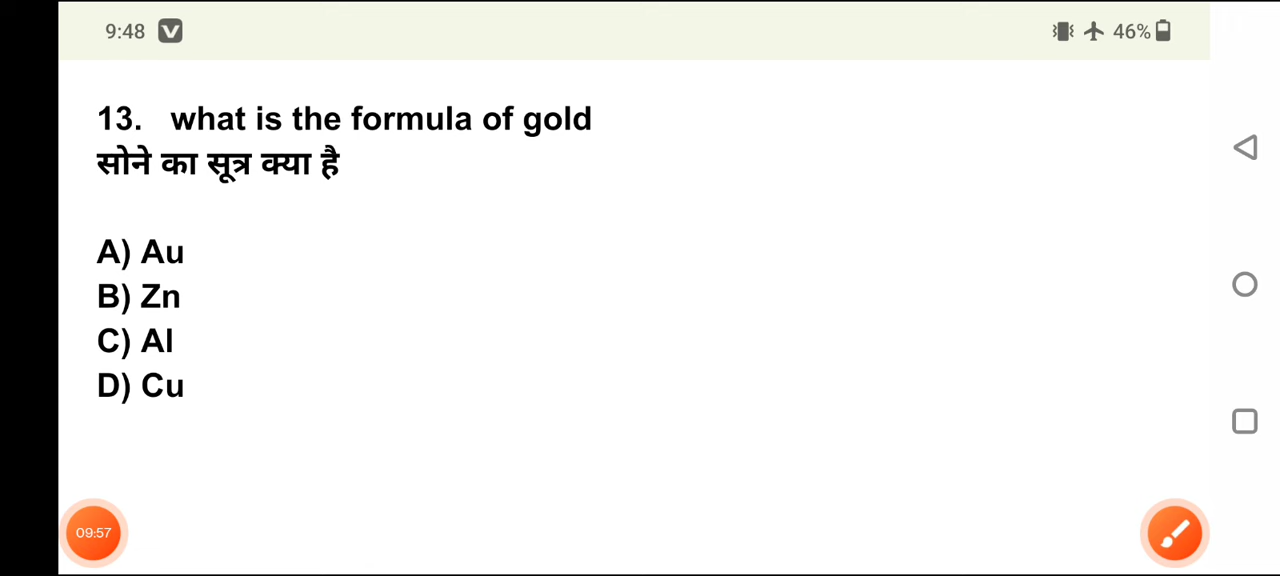 9:48 V 46%
13. what is the formula of gold
सोने का सूत्र क्या है
A) Au
B) Zn
C) Al
D) Cu
09:57